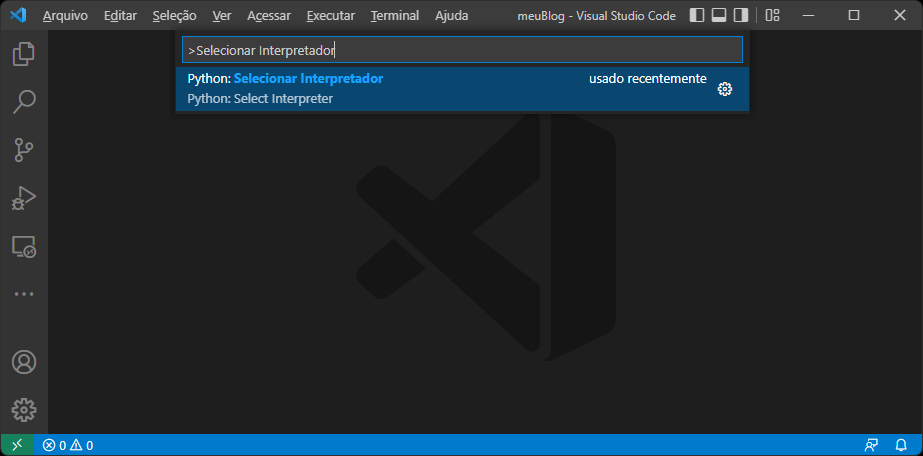 Arquivo Editar Seleção Ver Acessar Executar Terminal Ajuda meuBlog - Visual Studio Code
>Selecionar Interpretador
Python: Selecionar Interpretador usado recentemente
Python: Select Interpreter
0 0